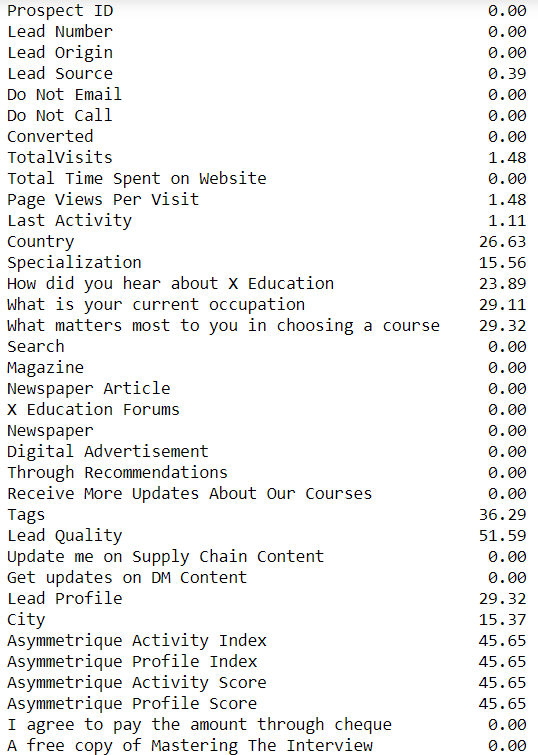 Prospect ID 0.00
Lead Number 0.00
Lead Origin 0.00
Lead Source 0.39
Do Not Email 0.00
Do Not Call 0.00
Converted 0.00
TotalVisits 1.48
Total Time Spent on Website 0.00
Page Views Per Visit 1.48
Last Activity 1.11
Country 26.63
Specialization 15.56
How did you hear about X Education 23.89
What is your current occupation 29.11
What matters most to you in choosing a course 29.32
Search 0.00
Magazine 0.00
Newspaper Article 0.00
X Education Forums 0.00
Newspaper 0.00
Digital Advertisement 0.00
Through Recommendations 0.00
Receive More Updates About Our Courses 0.00
Tags 36.29
Lead Quality 51.59
Update me on Supply Chain Content 0.00
Get updates on DM Content 0.00
Lead Profile 29.32
City 15.37
Asymmetrique Activity Index 45.65
Asymmetrique Profile Index 45.65
Asymmetrique Activity Score 45.65
Asymmetrique Profile Score 45.65
I agree to pay the amount through cheque 0.00
A free copy of Mastering The Interview 0.00